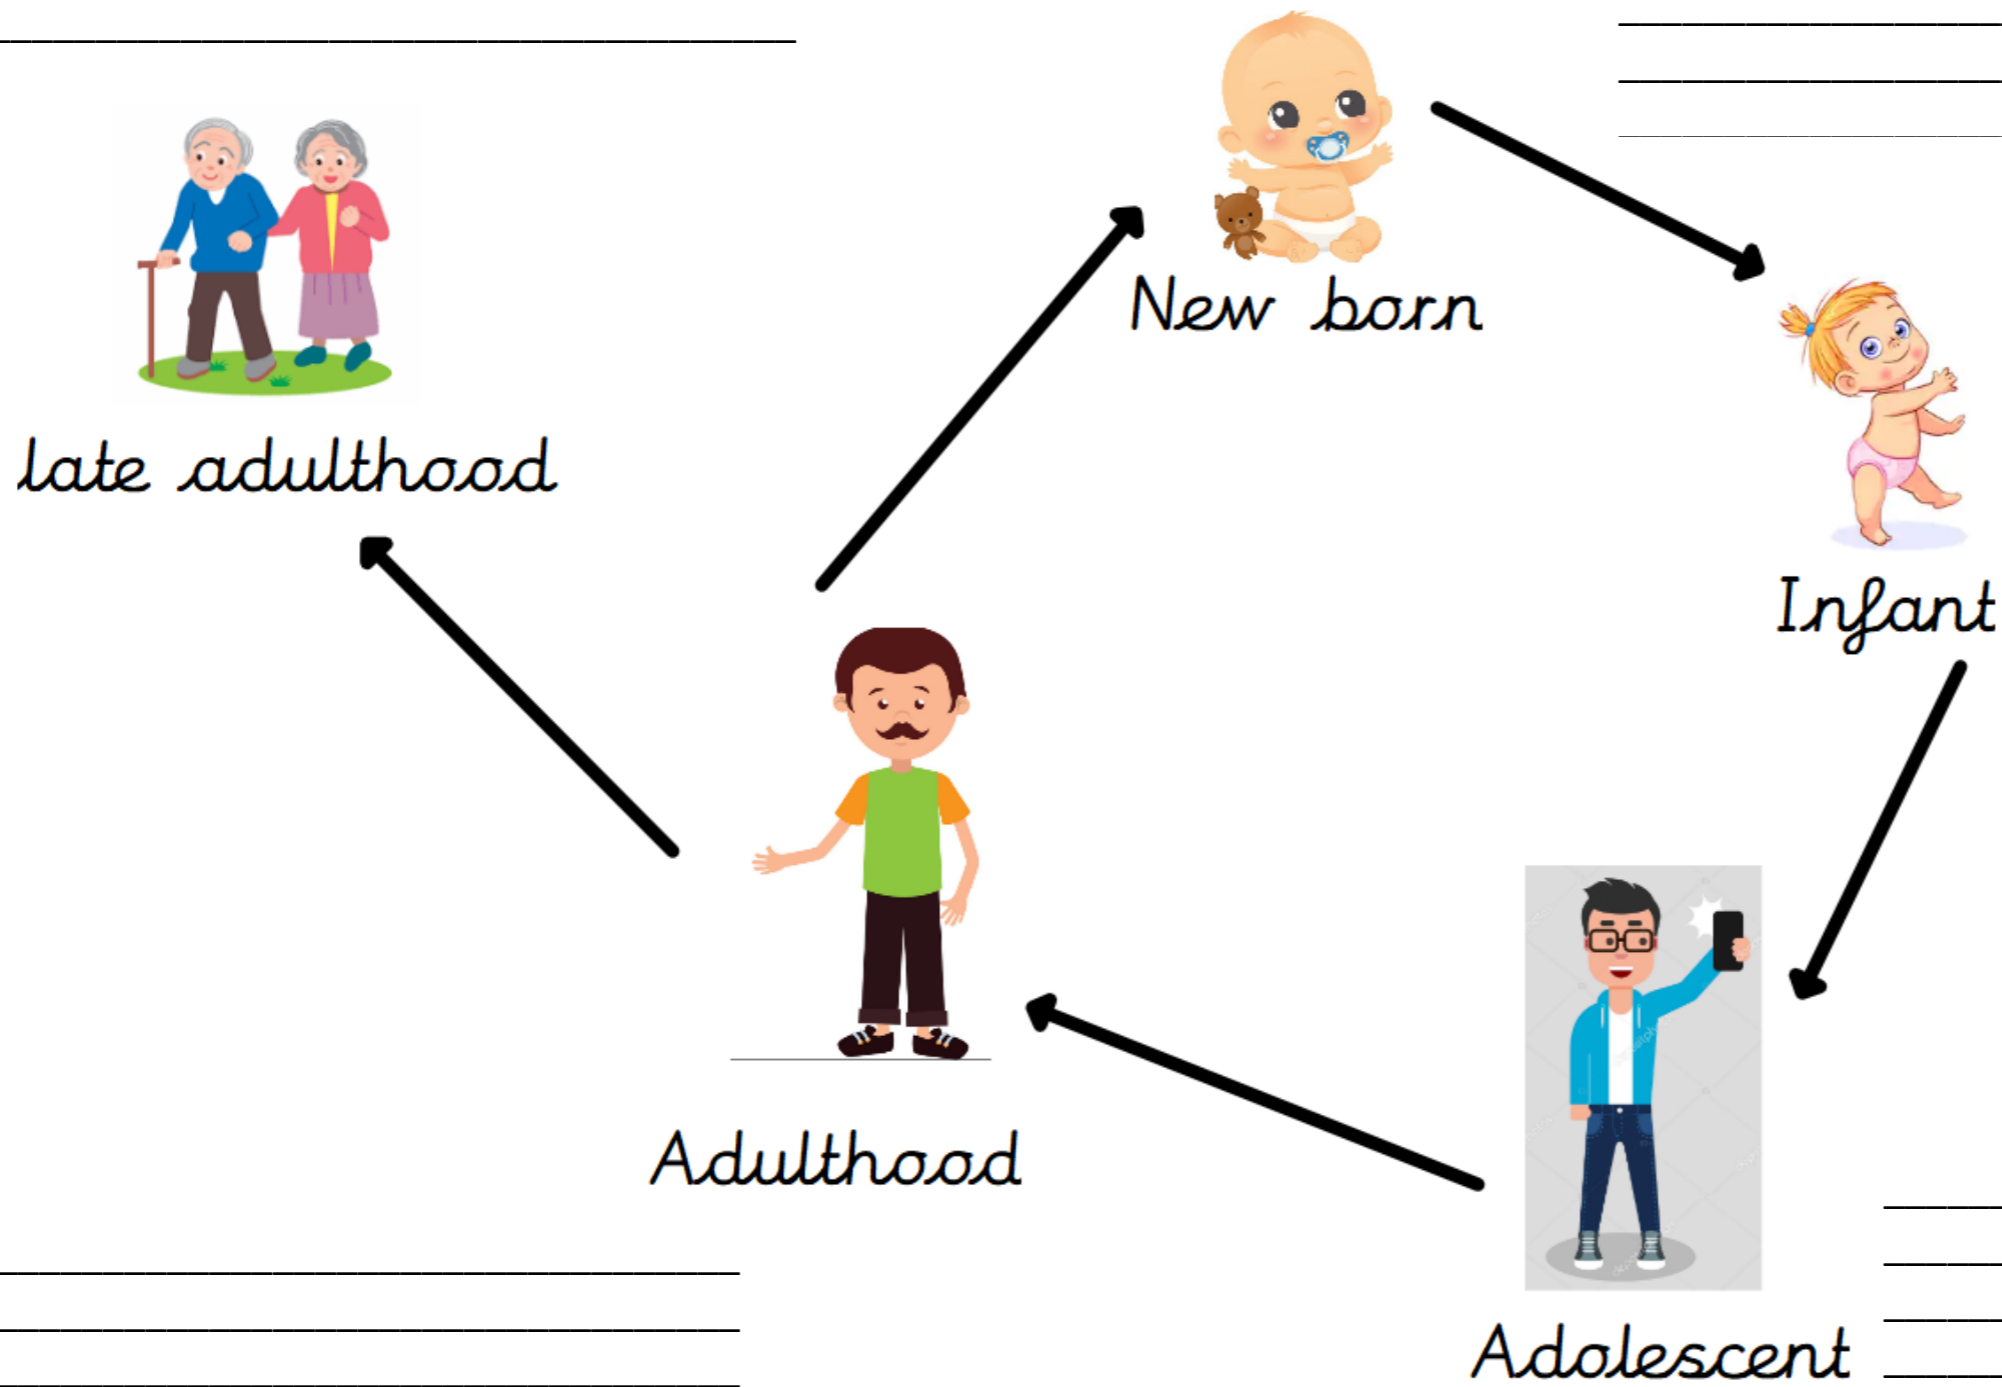 New born
late adulthood
Infant
Adulthood
Adolescent